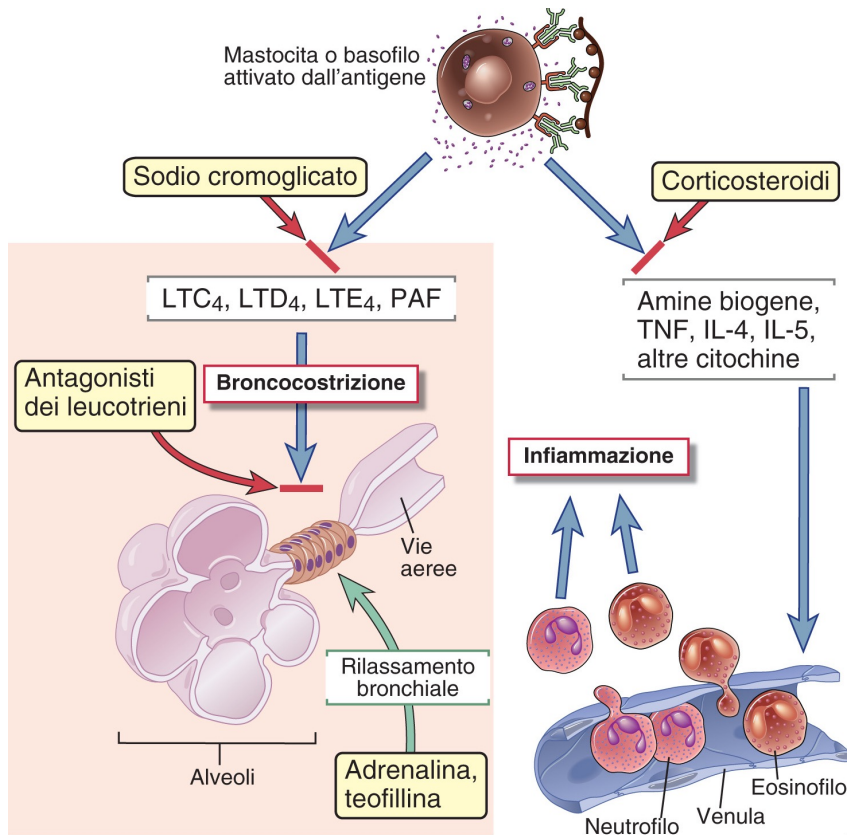 Mastocita o basofilo
attivato dall'antigene
Sodio cromoglicato
Corticosteroidi
LTC4, LTD4, LTE4, PAF
Amine biogene,
TNF, IL-4, IL-5,
altre citochine
Antagonisti
dei leucotrieni
Broncocostrizione
Infiammazione
Vie
aeree
Rilassamento
bronchiale
Alveoli
Adrenalina,
teofillina
Eosinofilo
Venula
Neutrofilo